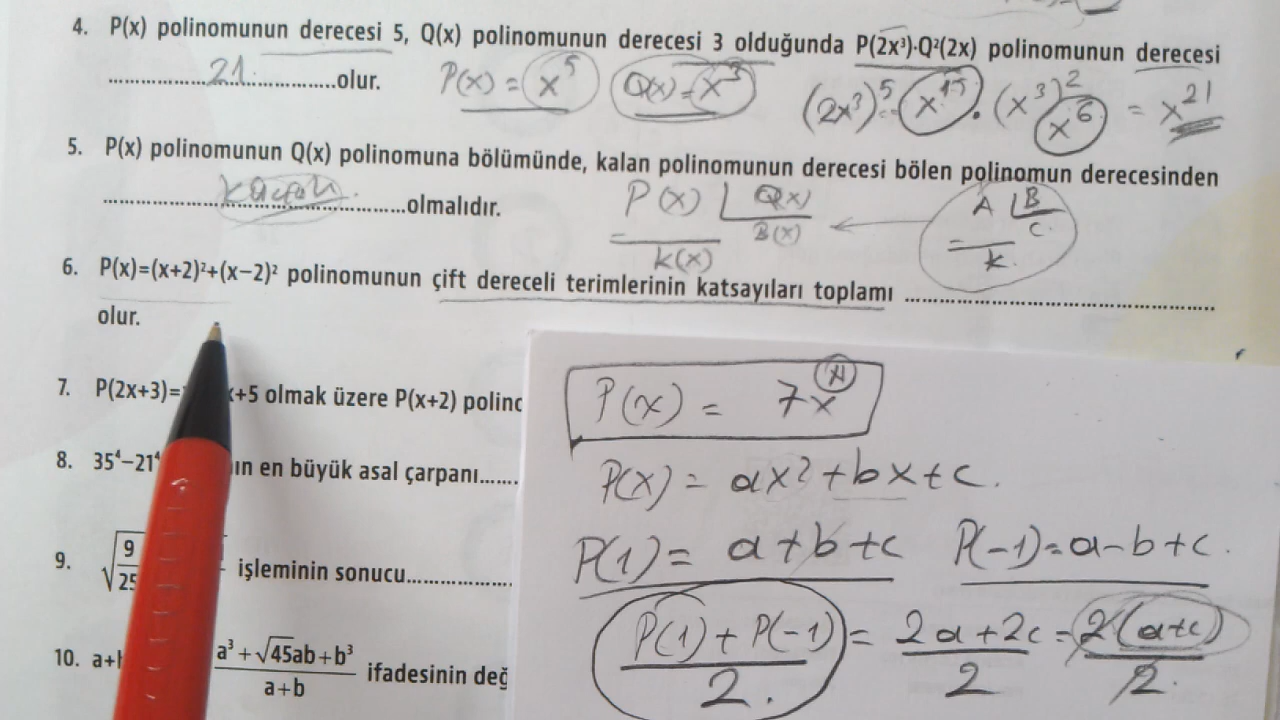 4. P(x) polinomunun derecesi 5, Q(x) polinomunun derecesi 3 olduğunda P(2x³)·Q²(2x) polinomunun derecesi
........21..............olur.
P(x) = x⁵ Q(x) = x³ (2x³)⁵ = x¹⁵ . (x³)² = x²¹
x⁶
5. P(x) polinomunun Q(x) polinomuna bölümünde, kalan polinomunun derecesi bölen polinomun derecesinden
..........küçük..........olmalıdır.
P(x) Q(x)
B(x)
k(x)
A B
C
k
6. P(x)=(x+2)²+(x−2)² polinomunun çift dereceli terimlerinin katsayıları toplamı ..........................
olur.
7. P(2x+3)= x+5 olmak üzere P(x+2)
8. 35⁴−21⁴ en büyük asal çarpanı......
9. √9/25 işleminin sonucu..................
10. a³+√45ab+b³/a+b ifadesinin
P(x) = 7x
P(x) = ax²+bx+c.
P(1) = a+b+c P(-1) = a-b+c.
P(1)+P(-1)/2. = 2a+2c/2 = 2(a+c)/2.